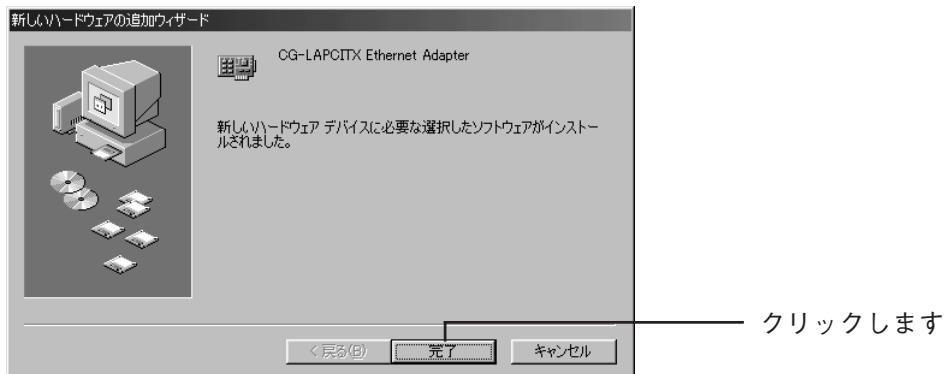 新しいハードウェアの追加ウィザード
CG-LAPCITX Ethernet Adapter
新しいハードウェア デバイスに必要な選択したソフトウェアがインストー
ルされました。
< 戻る(B)
完了
キャンセル
クリックします